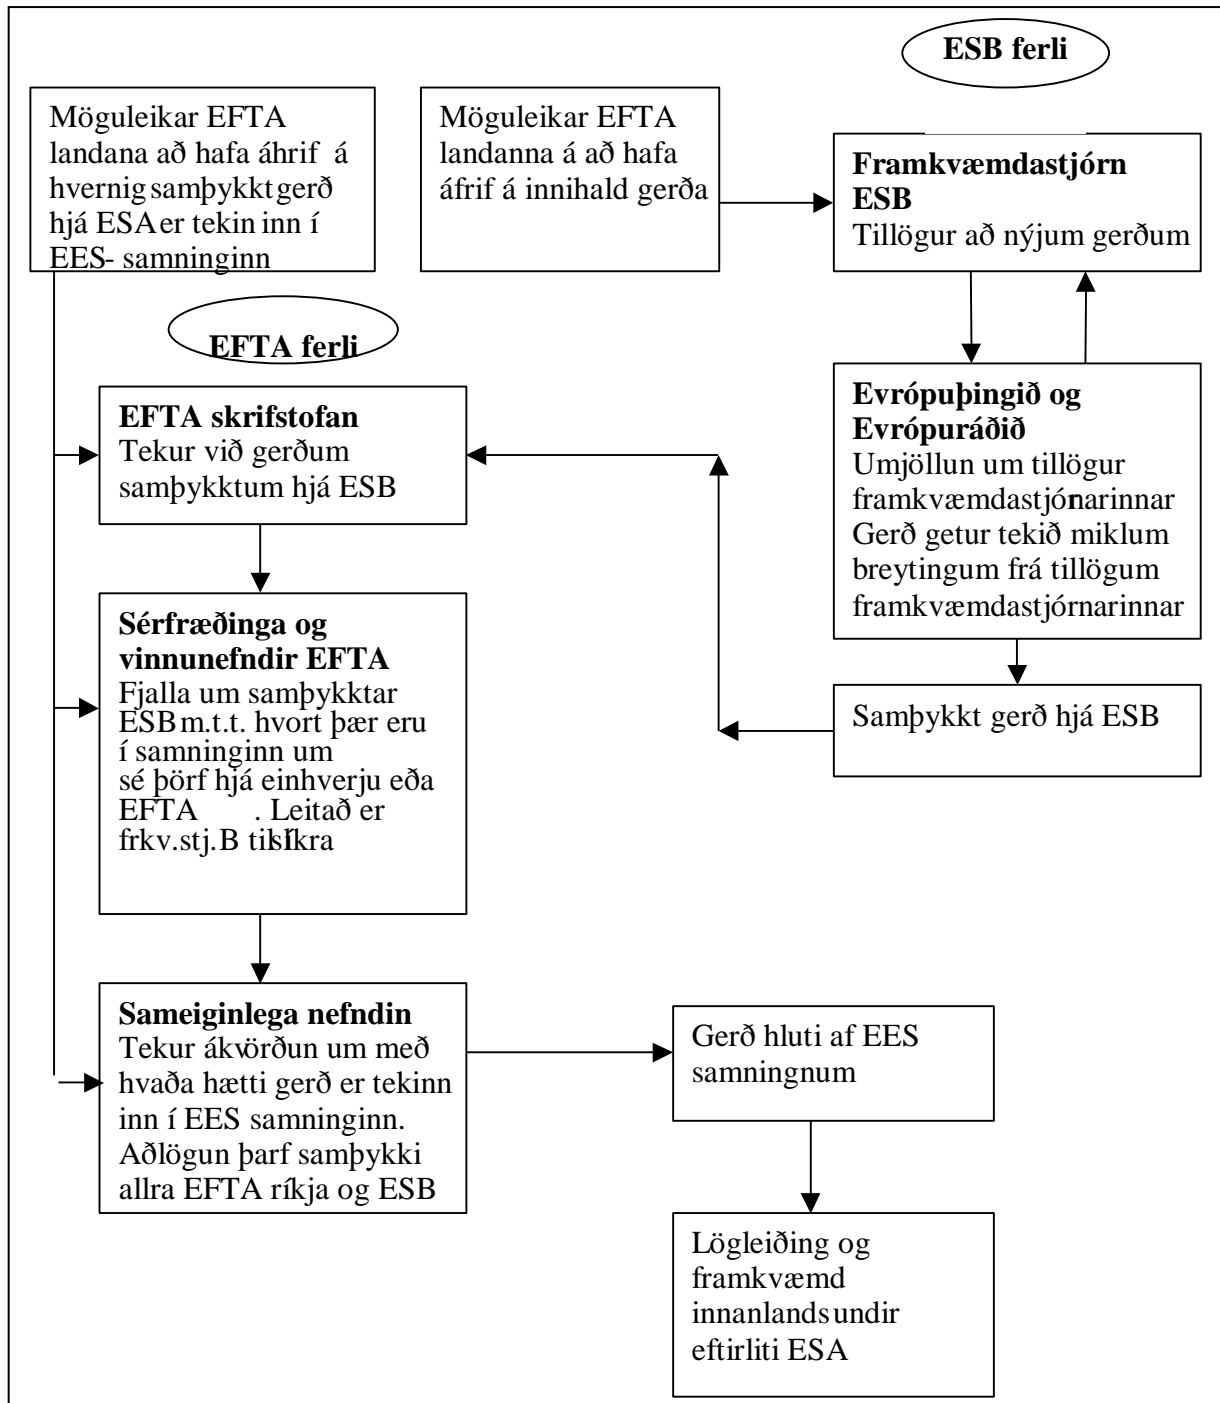 ESB ferli
Möguleikar EFTA
landana að hafa áhrif á
hvernig samþykkt gerð
hjá ESA er tekin inn í
EES- samninginn
Möguleikar EFTA
landanna á að hafa
áfrif á innihald gerða
Framkvæmdastjórn
ESB
Tillögur að nýjum gerðum
EFTA ferli
EFTA skrifstofan
Tekur við gerðum
samþykktum hjá ESB
Evrópuþingið og
Evrópuráðið
Umjöllun um tillögur
framkvæmdastjórnarinnar
Gerð getur tekið miklum
breytingum frá tillögum
framkvæmdastjórnarinnar
Sérfræðinga og
vinnunefndir EFTA
Fjalla um samþykktar
ESB m.t.t. hvort þær eru
í samninginn um
sé þörf hjá einhverju eða
EFTA . Leitað er
frkv.stj.B til
Samþykkt gerð hjá ESB
Sameiginlega nefndin
Tekur ákvörðun um með
hvaða hætti gerð er tekinn
inn í EES samninginn.
Aðlögun þarf samþykki
allra EFTA ríkja og ESB
Gerð hluti af EES
samningnum
Lögleiðing og
framkvæmd
innanlands undir
eftirliti ESA